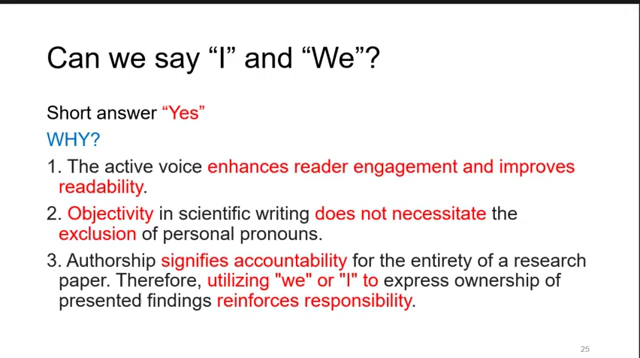 Can we say “I” and “We”?
Short answer “Yes”
WHY?
1. The active voice enhances reader engagement and improves
readability.
2. Objectivity in scientific writing does not necessitate the
exclusion of personal pronouns.
3. Authorship signifies accountability for the entirety of a research
paper. Therefore, utilizing "we" or "I" to express ownership of
presented findings reinforces responsibility.
25